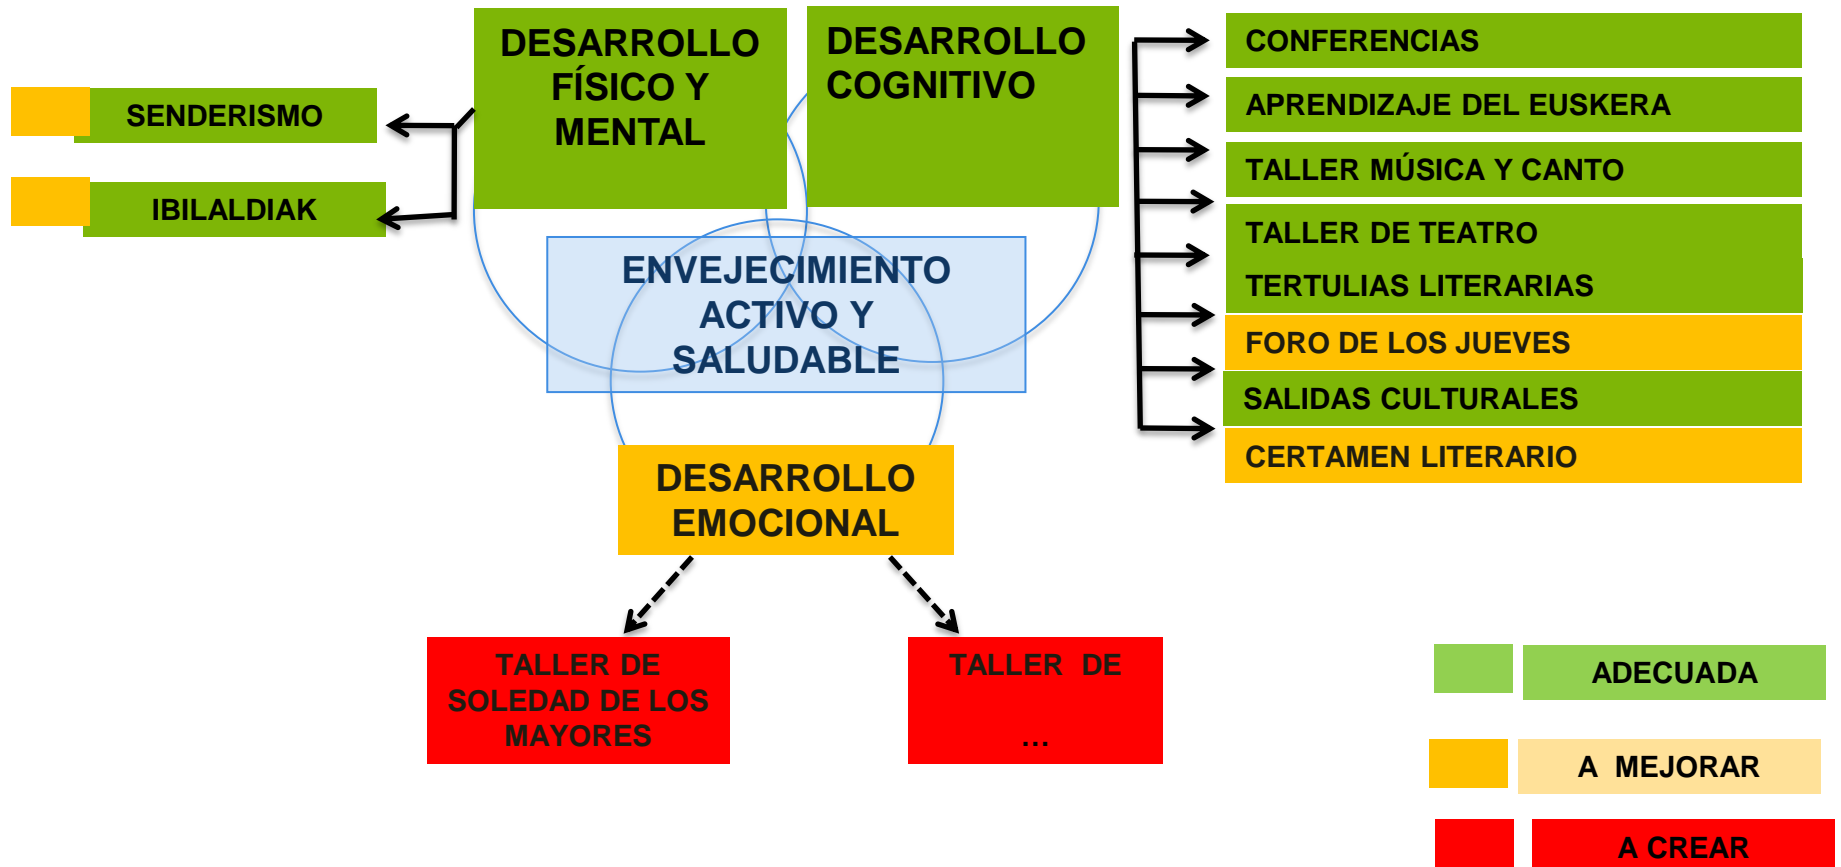 DESARROLLO
FÍSICO Y
MENTAL
DESARROLLO
COGNITIVO
SENDERISMO
IBILALDIAK
CONFERENCIAS
APRENDIZAJE DEL EUSKERA
TALLER MÚSICA Y CANTO
TALLER DE TEATRO
TERTULIAS LITERARIAS
FORO DE LOS JUEVES
SALIDAS CULTURALES
CERTAMEN LITERARIO
ENVEJECIMIENTO
ACTIVO Y
SALUDABLE
DESARROLLO
EMOCIONAL
TALLER DE
SOLEDAD DE LOS
MAYORES
TALLER DE
...
ADECUADA
A MEJORAR
A CREAR